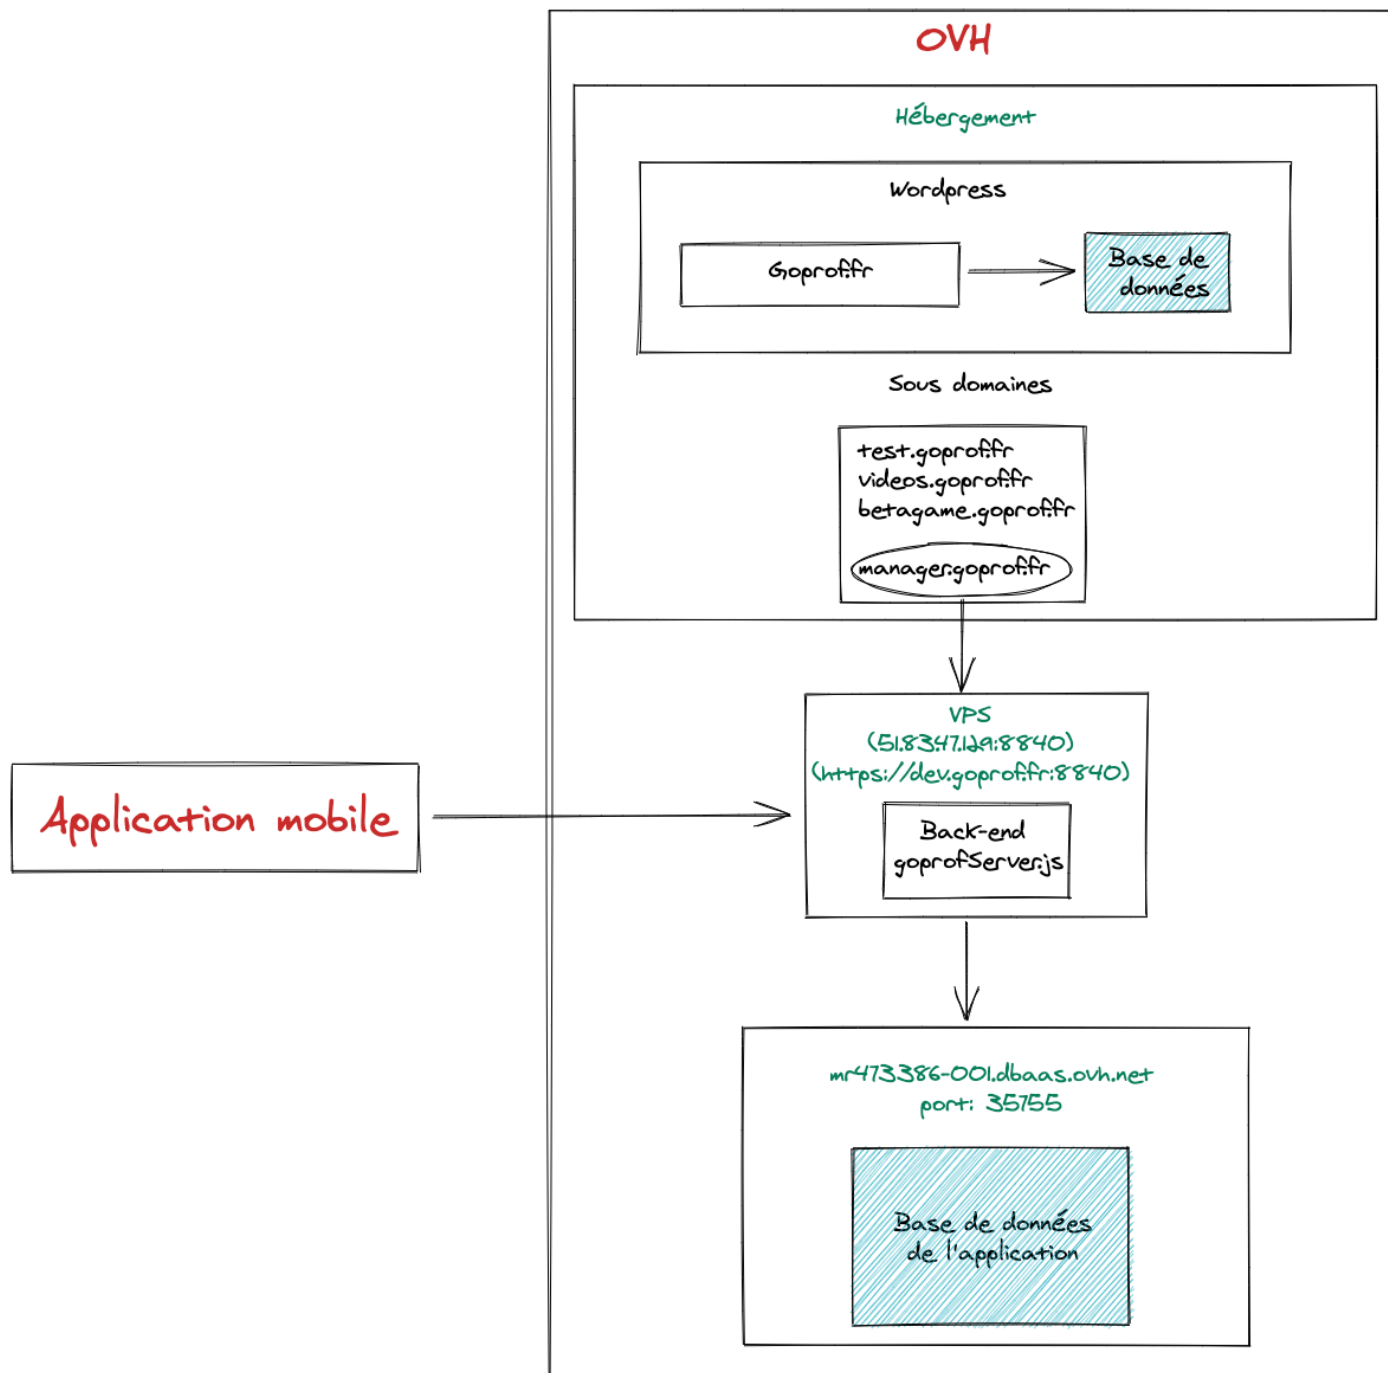 OVH
Hébergement
Wordpress
Goprof.fr
Base de
données
Sous domaines
test.goprof.fr
videos.goprof.fr
betagame.goprof.fr
manager.goprof.fr
VPS
(51.83.47.129:8840)
(https://dev.goprof.fr:8840)
Application mobile
Back-end
goprofServer.js
mr473386-001.dbaas.ovh.net
port: 35755
Base de données
de l'application